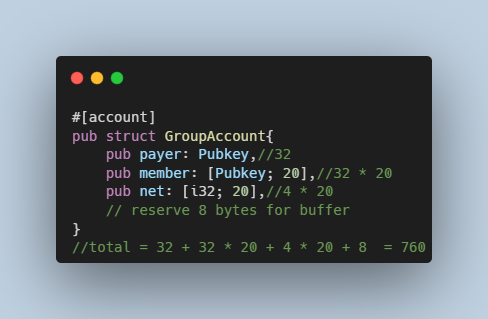 #[account]
pub struct GroupAccount{
    pub payer: Pubkey,//32
    pub member: [Pubkey; 20],//32 * 20
    pub net: [i32; 20],//4 * 20
    // reserve 8 bytes for buffer
}
//total = 32 + 32 * 20 + 4 * 20 + 8  = 760